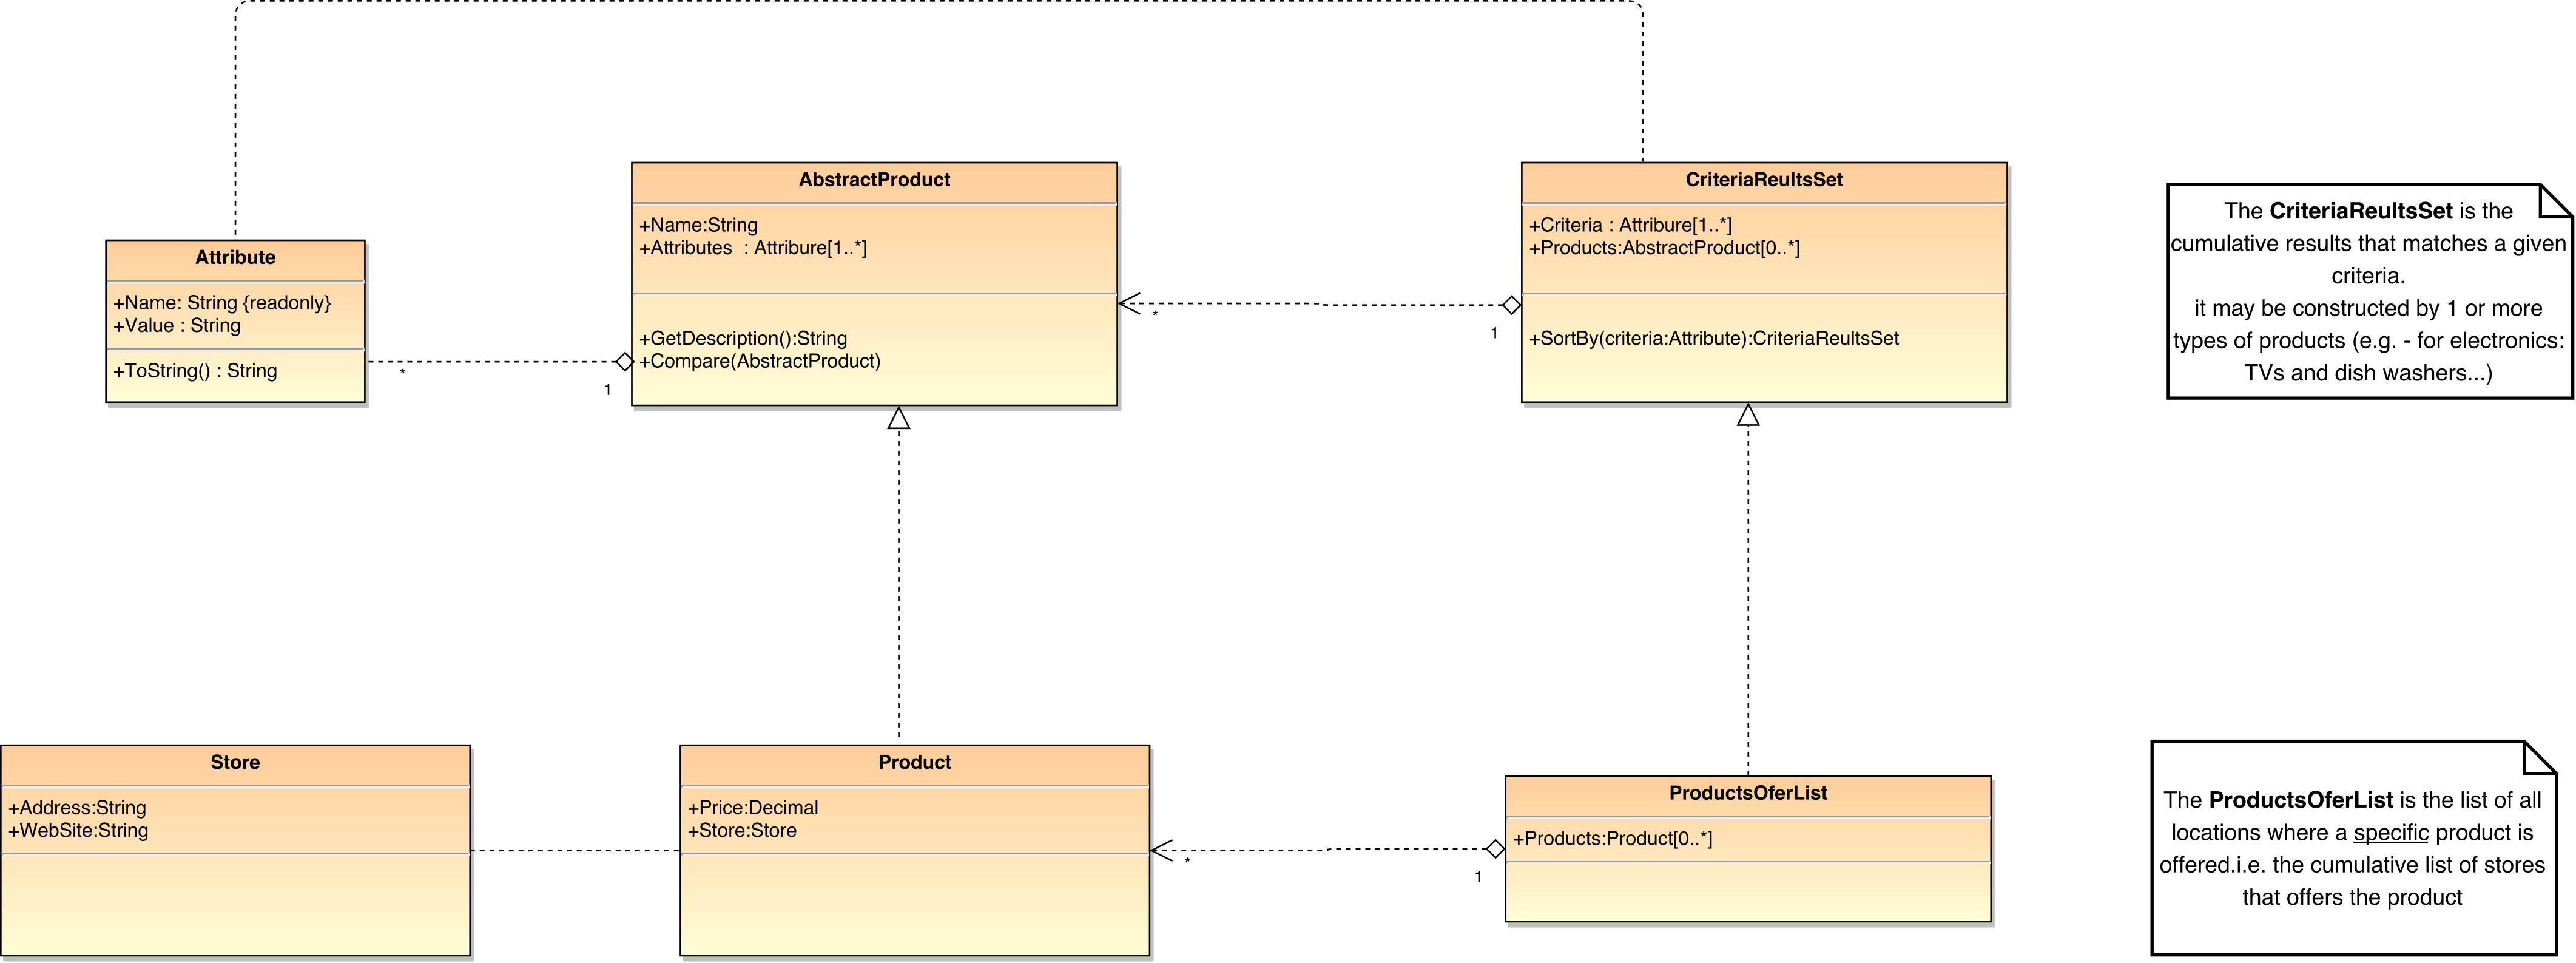 Attribute
+Name: String {readonly}
+Value : String
+ToString() : String
*
1
AbstractProduct
+Name:String
+Attributes  : Attribure[1..*]
+GetDescription():String
+Compare(AbstractProduct)
*
1
CriteriaReultsSet
+Criteria : Attribure[1..*]
+Products:AbstractProduct[0..*]
+SortBy(criteria:Attribute):CriteriaReultsSet
The CriteriaReultsSet is the
cumulative results that matches a given
criteria.
it may be constructed by 1 or more
types of products (e.g. - for electronics:
TVs and dish washers...)
Store
+Address:String
+WebSite:String
Product
+Price:Decimal
+Store:Store
*
1
ProductsOferList
+Products:Product[0..*]
The ProductsOferList is the list of all
locations where a specific product is
offered.i.e. the cumulative list of stores
that offers the product